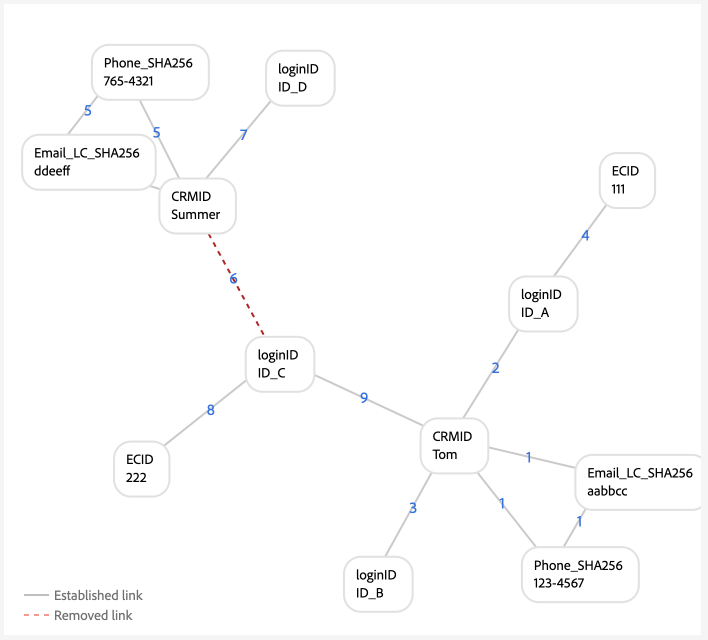 Phone_SHA256
765-4321
loginID
ID_D
5
5
7
Email_LC_SHA256
ddeeff
CRMID
Summer
ECID
111
4
6
loginID
ID_A
loginID
ID_C
2
8
9
CRMID
Tom
ECID
222
1
Email_LC_SHA256
aabbcc
3
1
1
loginID
ID_B
Phone_SHA256
123-4567
Established link
Removed link